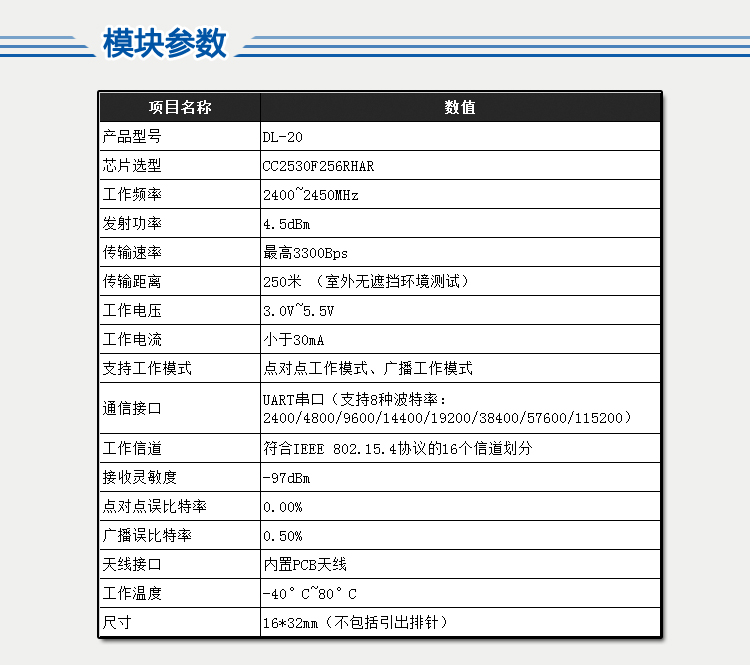 模块参数
项目名称 数值
产品型号 DL-20
芯片选型 CC2530F256RHAR
工作频率 2400~2450MHz
发射功率 4.5dBm
传输速率 最高3300Bps
传输距离 250米 （室外无遮挡环境测试）
工作电压 3.0V~5.5V
工作电流 小于30mA
支持工作模式 点对点工作模式、广播工作模式
通信接口 UART串口（支持8种波特率：
2400/4800/9600/14400/19200/38400/57600/115200）
工作信道 符合IEEE 802.15.4协议的16个信道划分
接收灵敏度 -97dBm
点对点误比特率 0.00%
广播误比特率 0.50%
天线接口 内置PCB天线
工作温度 -40°C~80°C
尺寸 16*32mm（不包括引出排针）